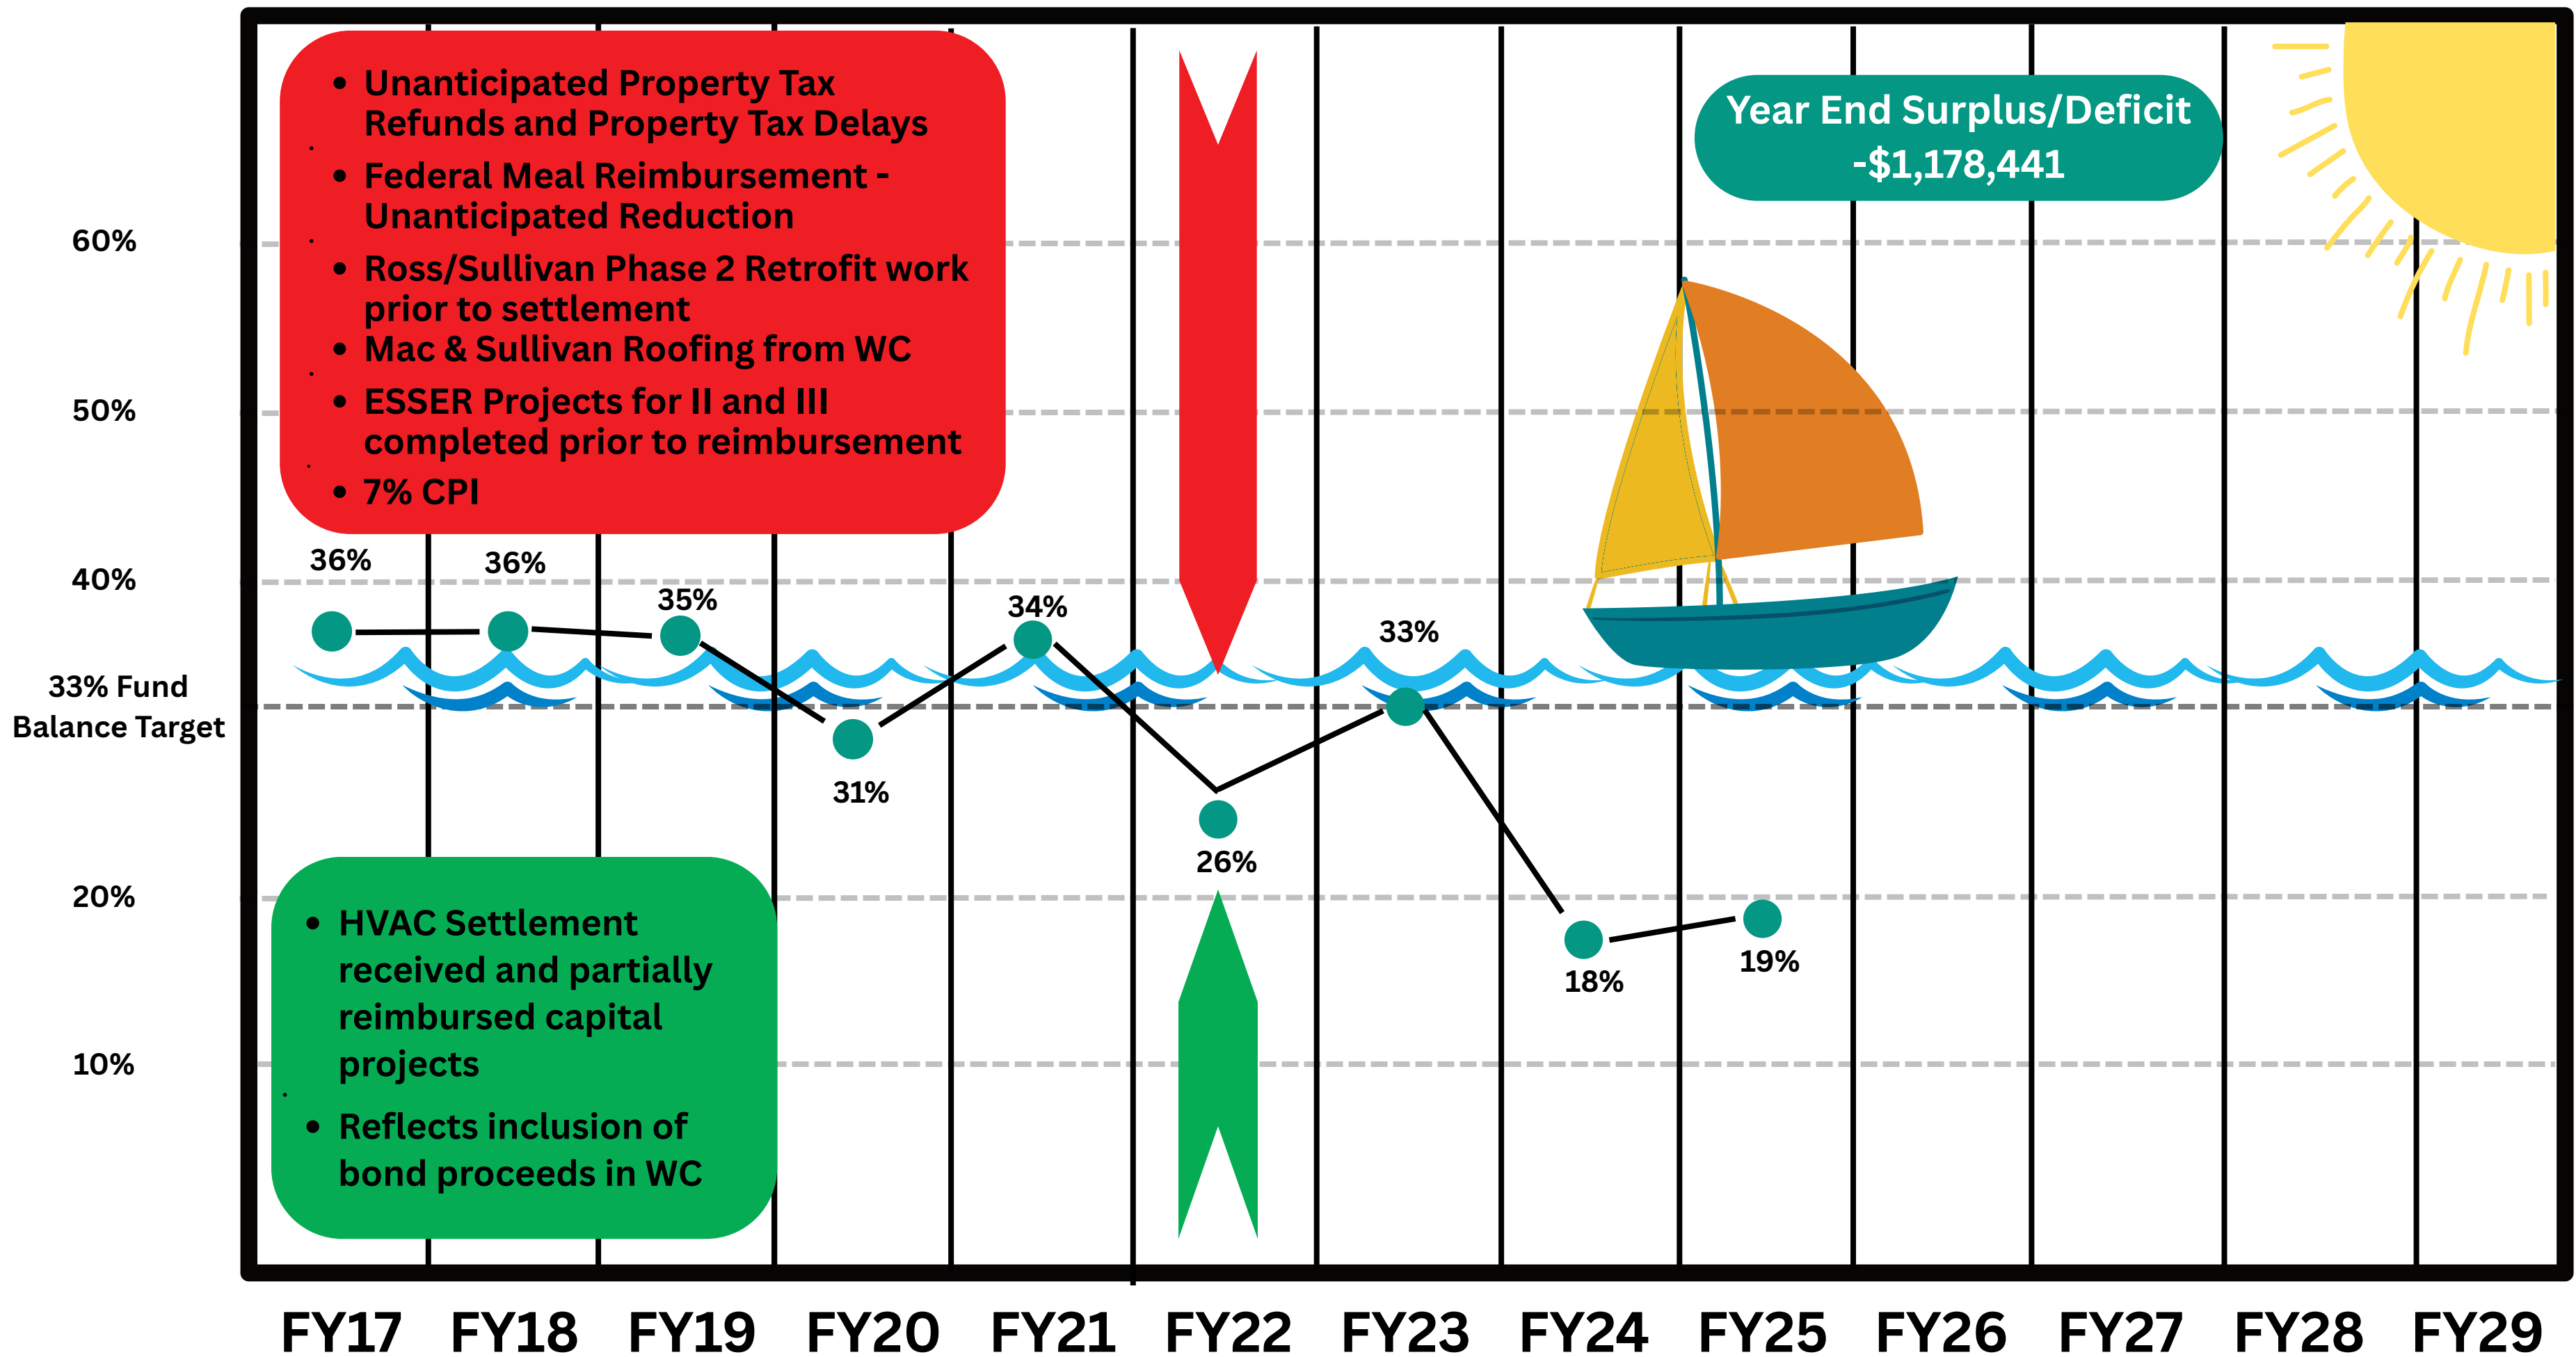 • Unanticipated Property Tax
Refunds and Property Tax Delays
• Federal Meal Reimbursement -
Unanticipated Reduction
• Ross/Sullivan Phase 2 Retrofit work
prior to settlement
• Mac & Sullivan Roofing from WC
• ESSER Projects for II and III
completed prior to reimbursement
• 7% CPI
Year End Surplus/Deficit
-$1,178,441
60%
50%
40%
33% Fund
Balance Target
20%
10%
36%
36%
35%
31%
34%
26%
33%
18%
19%
• HVAC Settlement
received and partially
reimbursed capital
projects
• Reflects inclusion of
bond proceeds in WC
FY17
FY18
FY19
FY20
FY21
FY22
FY23
FY24
FY25
FY26
FY27
FY28
FY29